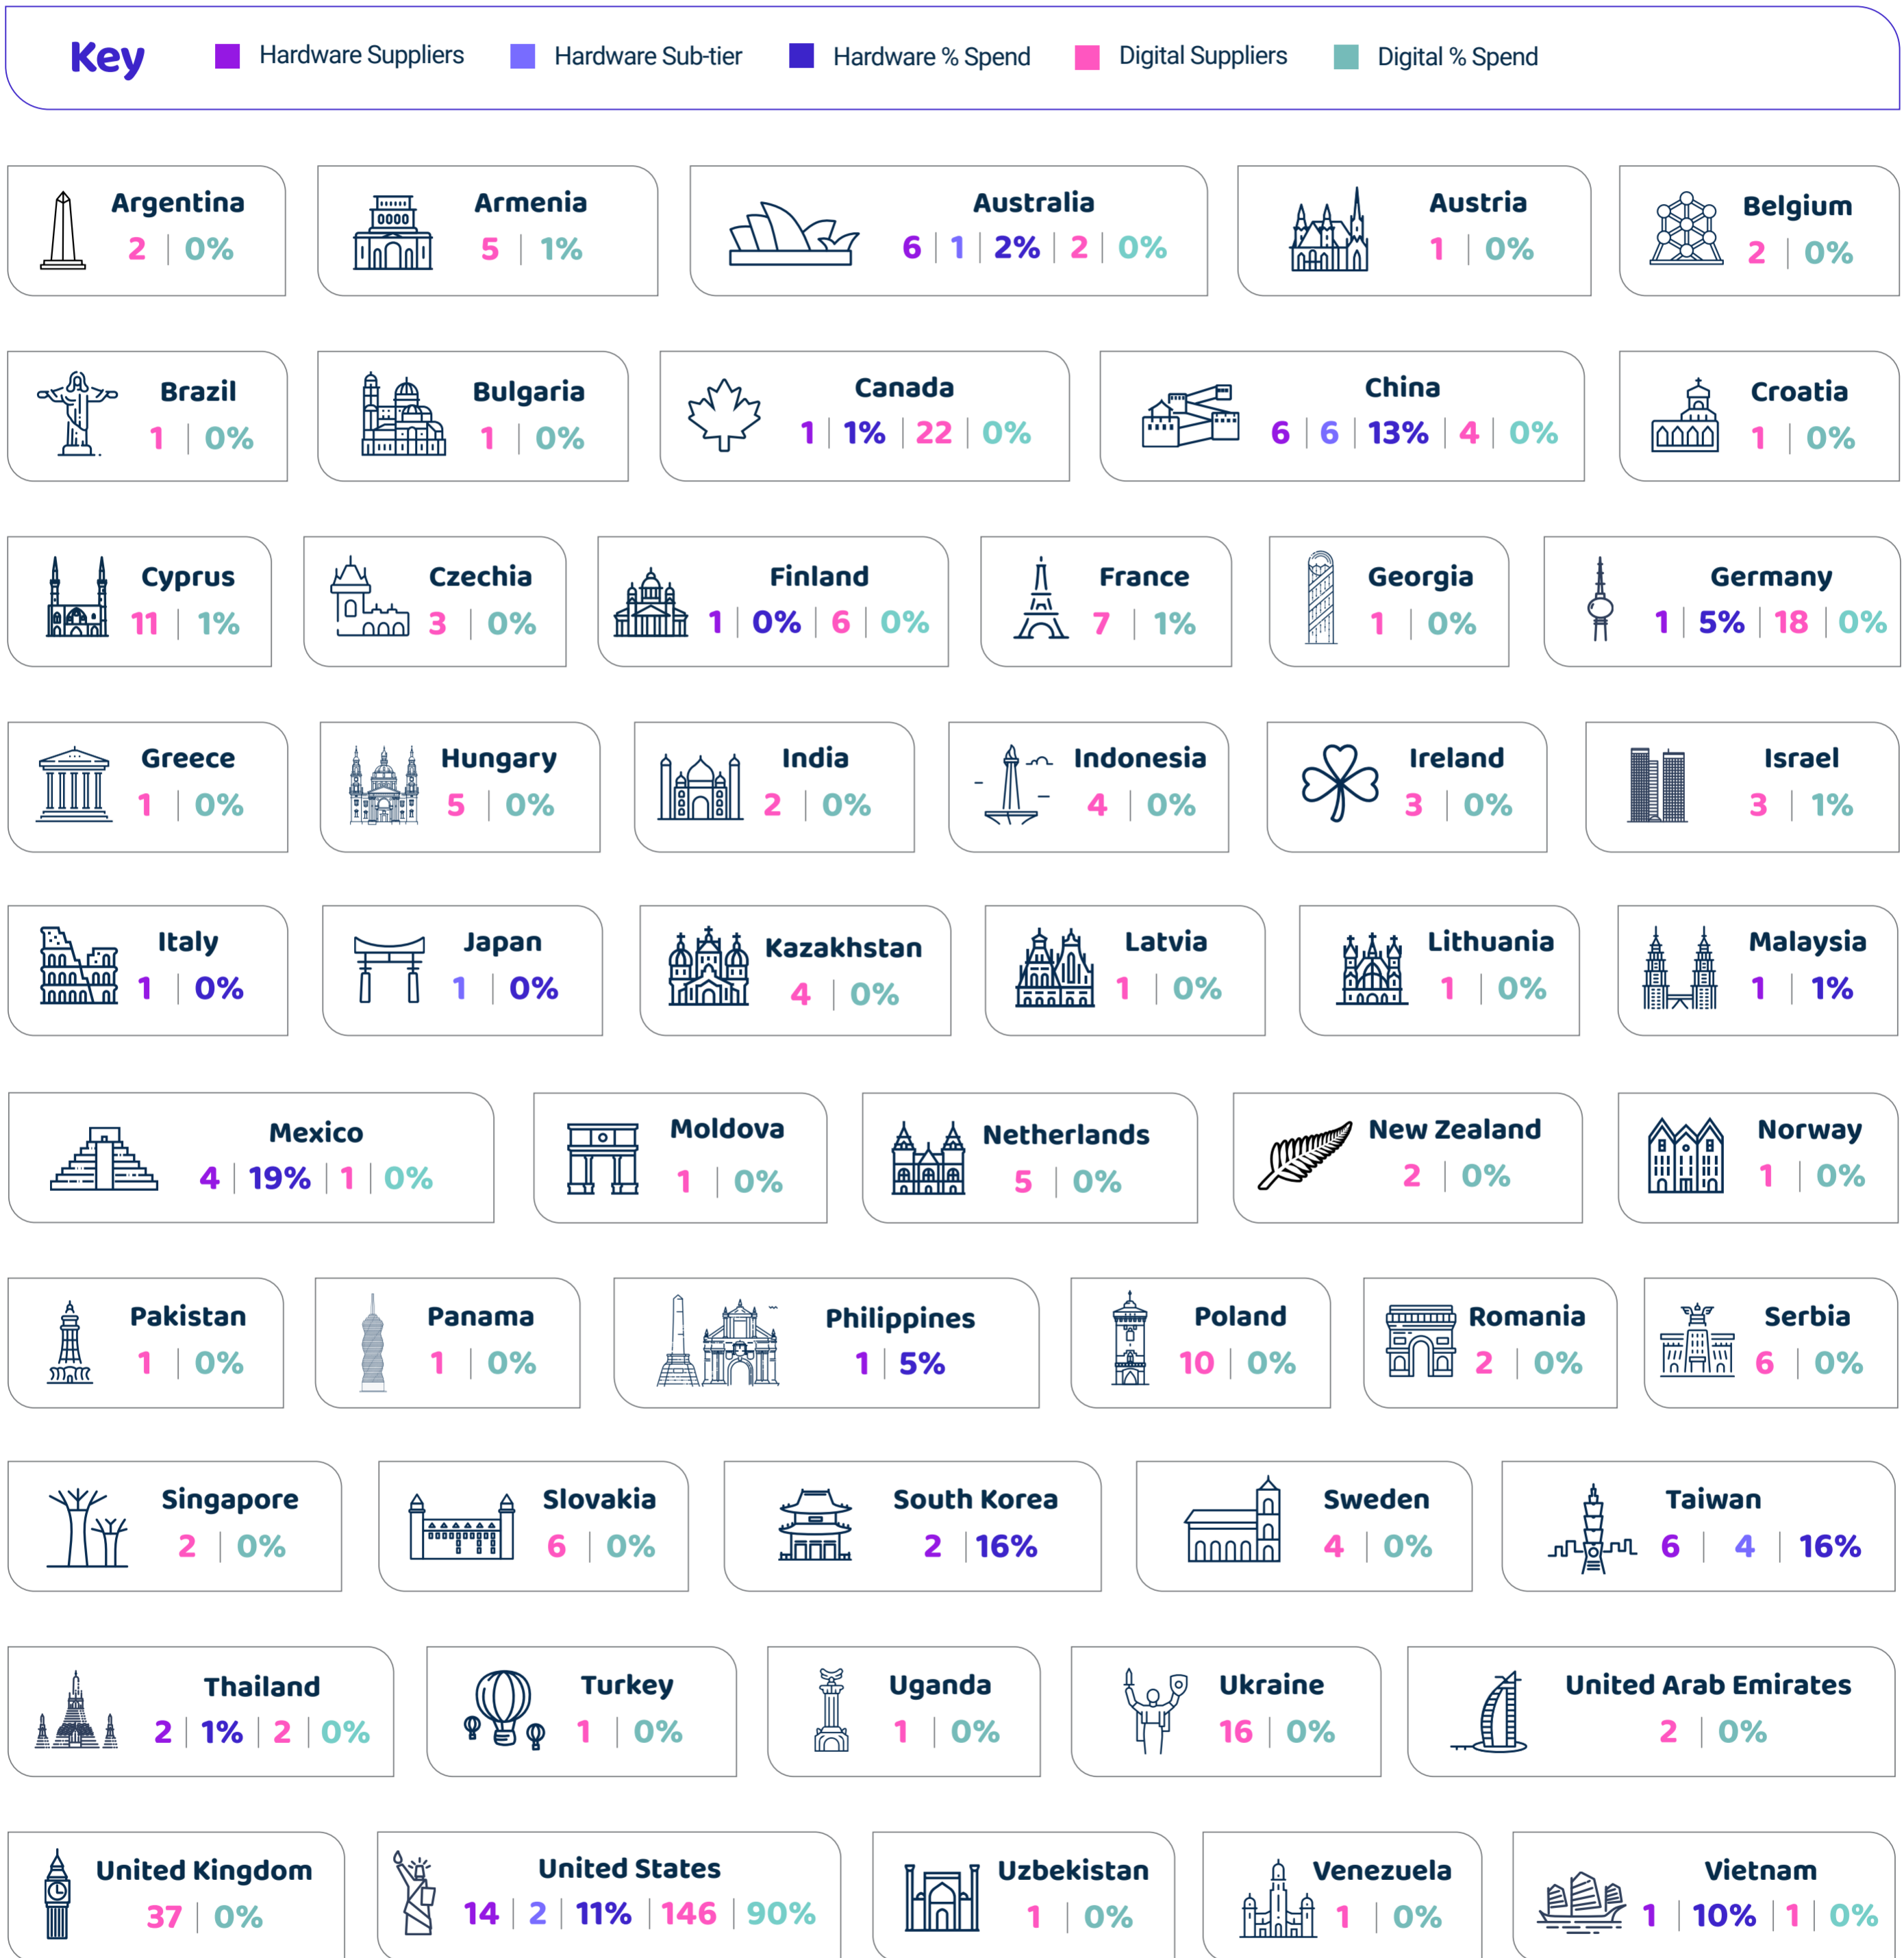 Key Hardware Suppliers Hardware Sub-tier Hardware % Spend Digital Suppliers Digital % Spend
Argentina
2 | 0%
Armenia
5 | 1%
Australia
6 | 1 | 2% | 2 | 0%
Austria
1 | 0%
Belgium
2 | 0%
Brazil
1 | 0%
Bulgaria
1 | 0%
Canada
1 | 1% | 22 | 0%
China
6 | 6 | 13% | 4 | 0%
Croatia
1 | 0%
Cyprus
11 | 1%
Czechia
3 | 0%
Finland
1 | 0% | 6 | 0%
France
7 | 1%
Georgia
1 | 0%
Germany
1 | 5% | 18 | 0%
Greece
1 | 0%
Hungary
5 | 0%
India
2 | 0%
Indonesia
4 | 0%
Ireland
3 | 0%
Israel
3 | 1%
Italy
1 | 0%
Japan
1 | 0%
Kazakhstan
4 | 0%
Latvia
1 | 0%
Lithuania
1 | 0%
Malaysia
1 | 1%
Mexico
4 | 19% | 1 | 0%
Moldova
1 | 0%
Netherlands
5 | 0%
New Zealand
2 | 0%
Norway
1 | 0%
Pakistan
1 | 0%
Panama
1 | 0%
Philippines
1 | 5%
Poland
10 | 0%
Romania
2 | 0%
Serbia
6 | 0%
Singapore
2 | 0%
Slovakia
6 | 0%
South Korea
2 | 16%
Sweden
4 | 0%
Taiwan
6 | 4 | 16%
Thailand
2 | 1% | 2 | 0%
Turkey
1 | 0%
Uganda
1 | 0%
Ukraine
16 | 0%
United Arab Emirates
2 | 0%
United Kingdom
37 | 0%
United States
14 | 2 | 11% | 146 | 90%
Uzbekistan
1 | 0%
Venezuela
1 | 0%
Vietnam
1 | 10% | 1 | 0%